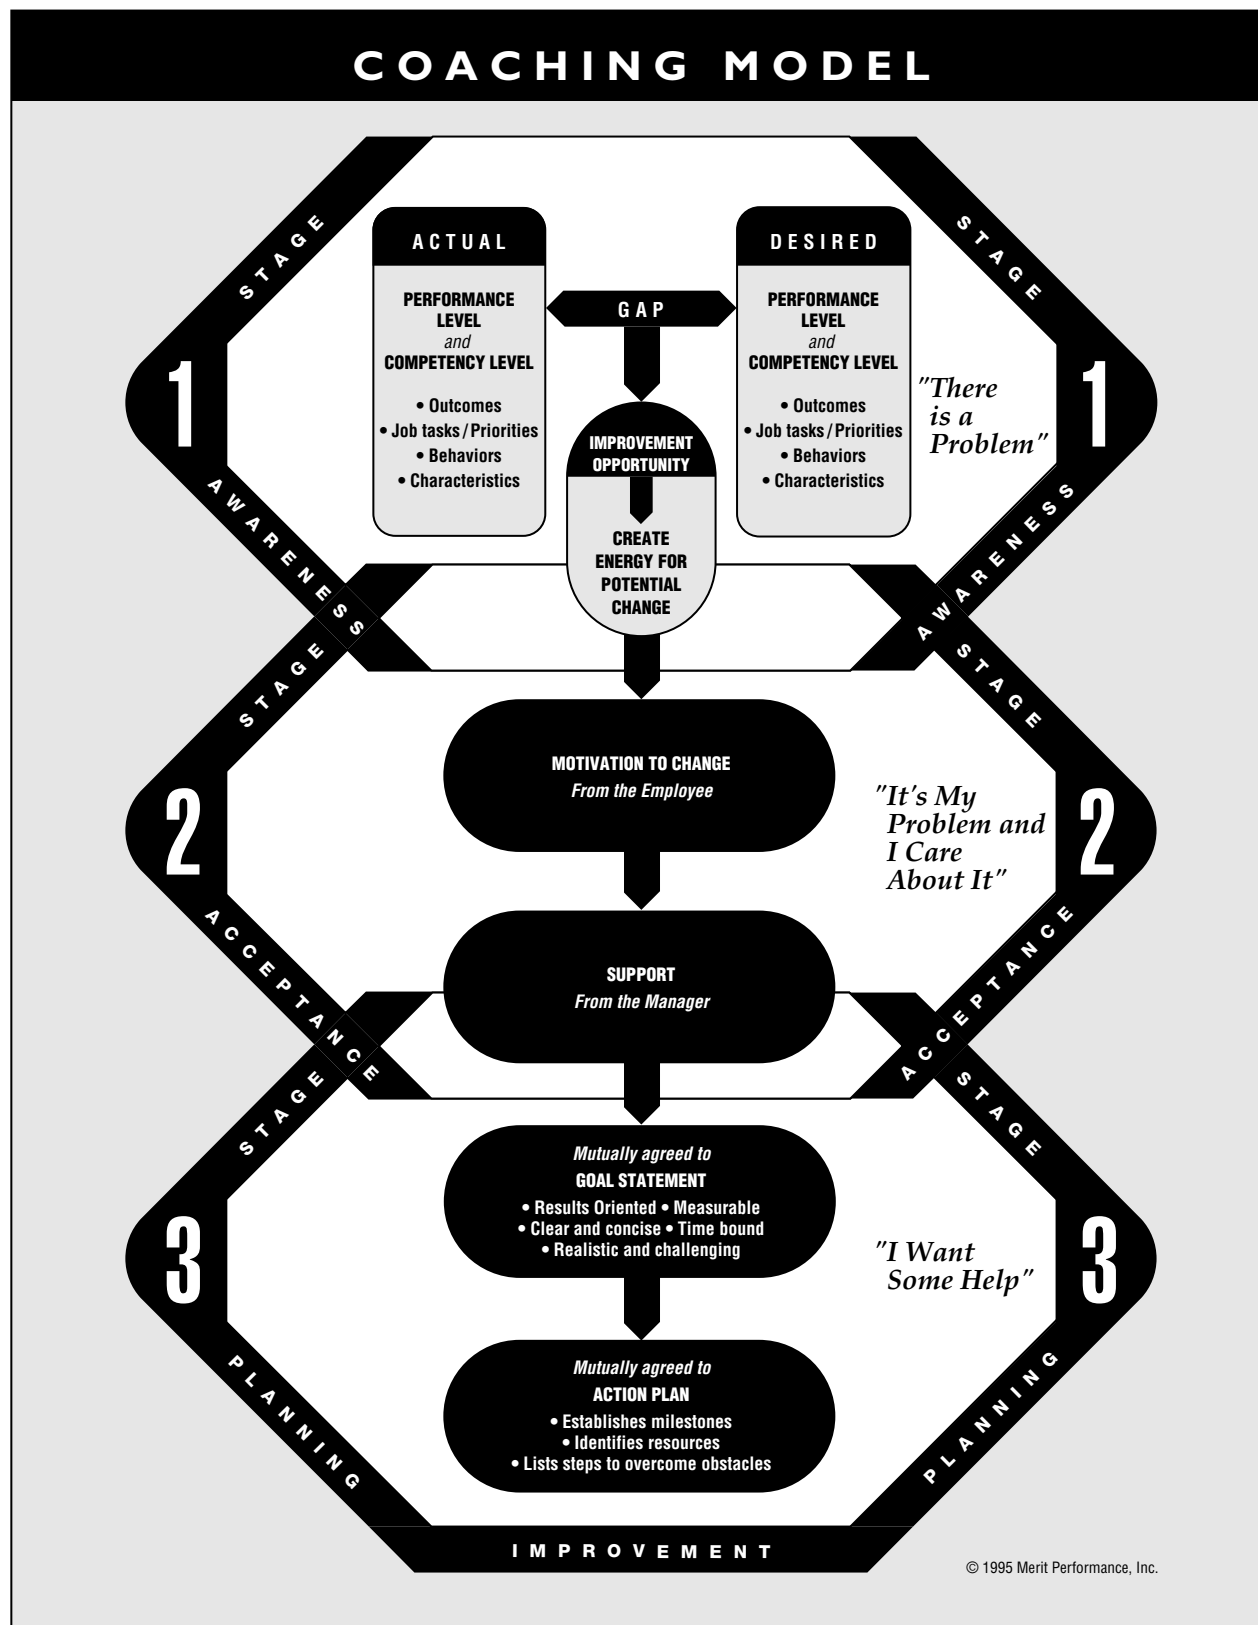 COACHING MODEL
STAGE
1
AWARENESS
STAGE
1
AWARENESS
ACTUAL
PERFORMANCE
LEVEL
and
COMPETENCY LEVEL
• Outcomes
• Job tasks / Priorities
• Behaviors
• Characteristics
GAP
DESIRED
PERFORMANCE
LEVEL
and
COMPETENCY LEVEL
• Outcomes
• Job tasks / Priorities
• Behaviors
• Characteristics
IMPROVEMENT
OPPORTUNITY
CREATE
ENERGY FOR
POTENTIAL
CHANGE
"There
is a
Problem"
STAGE
2
ACCEPTANCE
STAGE
2
ACCEPTANCE
MOTIVATION TO CHANGE
From the Employee
"It's My
Problem and
I Care
About It"
SUPPORT
From the Manager
STAGE
3
PLANNING
STAGE
3
PLANNING
Mutually agreed to
GOAL STATEMENT
• Results Oriented • Measurable
• Clear and concise • Time bound
• Realistic and challenging
"I Want
Some Help"
Mutually agreed to
ACTION PLAN
• Establishes milestones
• Identifies resources
• Lists steps to overcome obstacles
IMPROVEMENT
© 1995 Merit Performance, Inc.